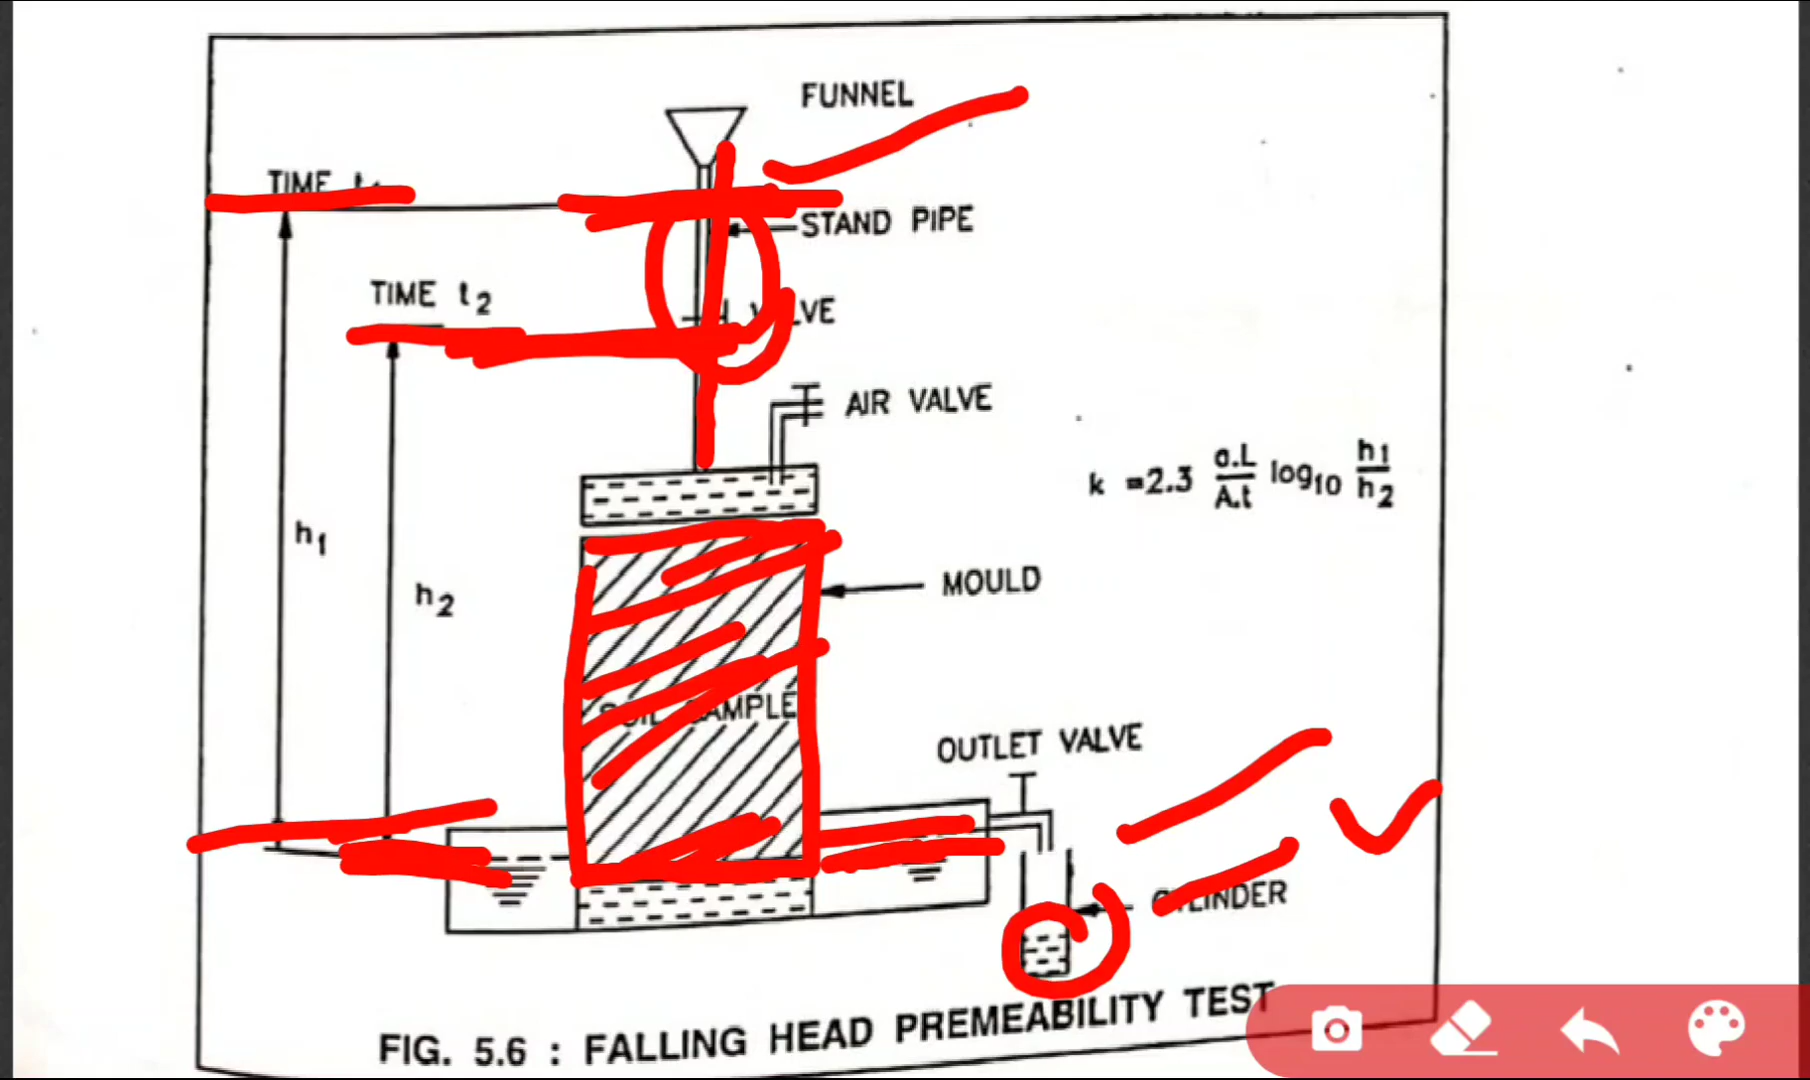 FUNNEL
TIME
STAND PIPE
TIME t2
AIR VALVE
k =2.3 a.L/A.t log10 h1/h2
h1
MOULD
h2
OUTLET VALVE
FIG. 5.6 : FALLING HEAD PREMEABILITY TEST